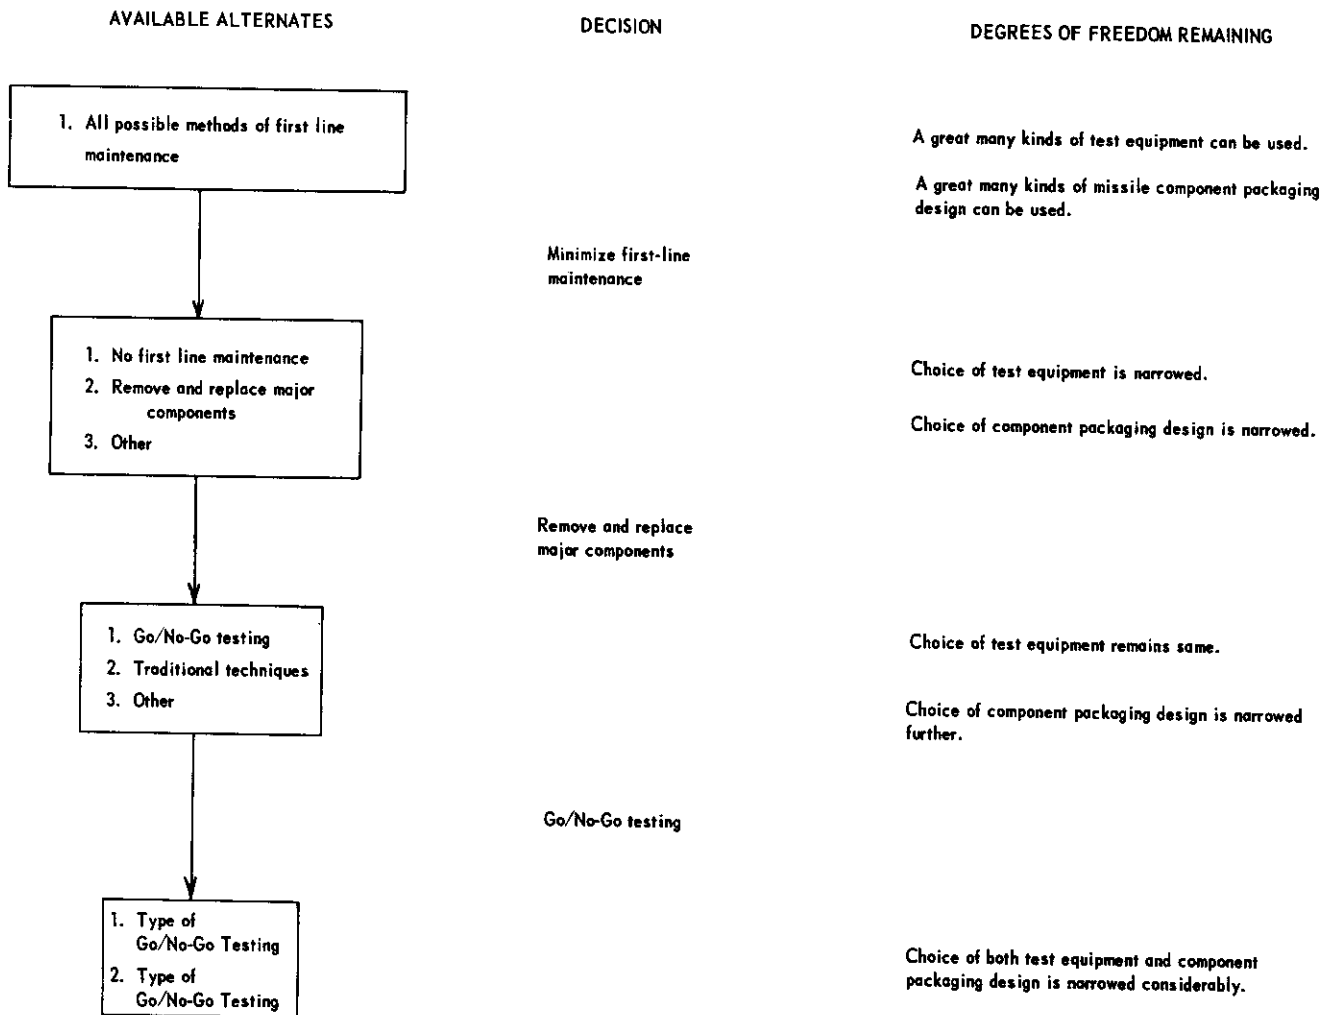 AVAILABLE ALTERNATES
DECISION
DEGREES OF FREEDOM REMAINING
1. All possible methods of first line
maintenance
A great many kinds of test equipment can be used.
A great many kinds of missile component packaging
design can be used.
Minimize first-line
maintenance
1. No first line maintenance
2. Remove and replace major
components
3. Other
Choice of test equipment is narrowed.
Choice of component packaging design is narrowed.
Remove and replace
major components
1. Go/No-Go testing
2. Traditional techniques
3. Other
Choice of test equipment remains same.
Choice of component packaging design is narrowed
further.
Go/No-Go testing
1. Type of
Go/No-Go Testing
2. Type of
Go/No-Go Testing
Choice of both test equipment and component
packaging design is narrowed considerably.